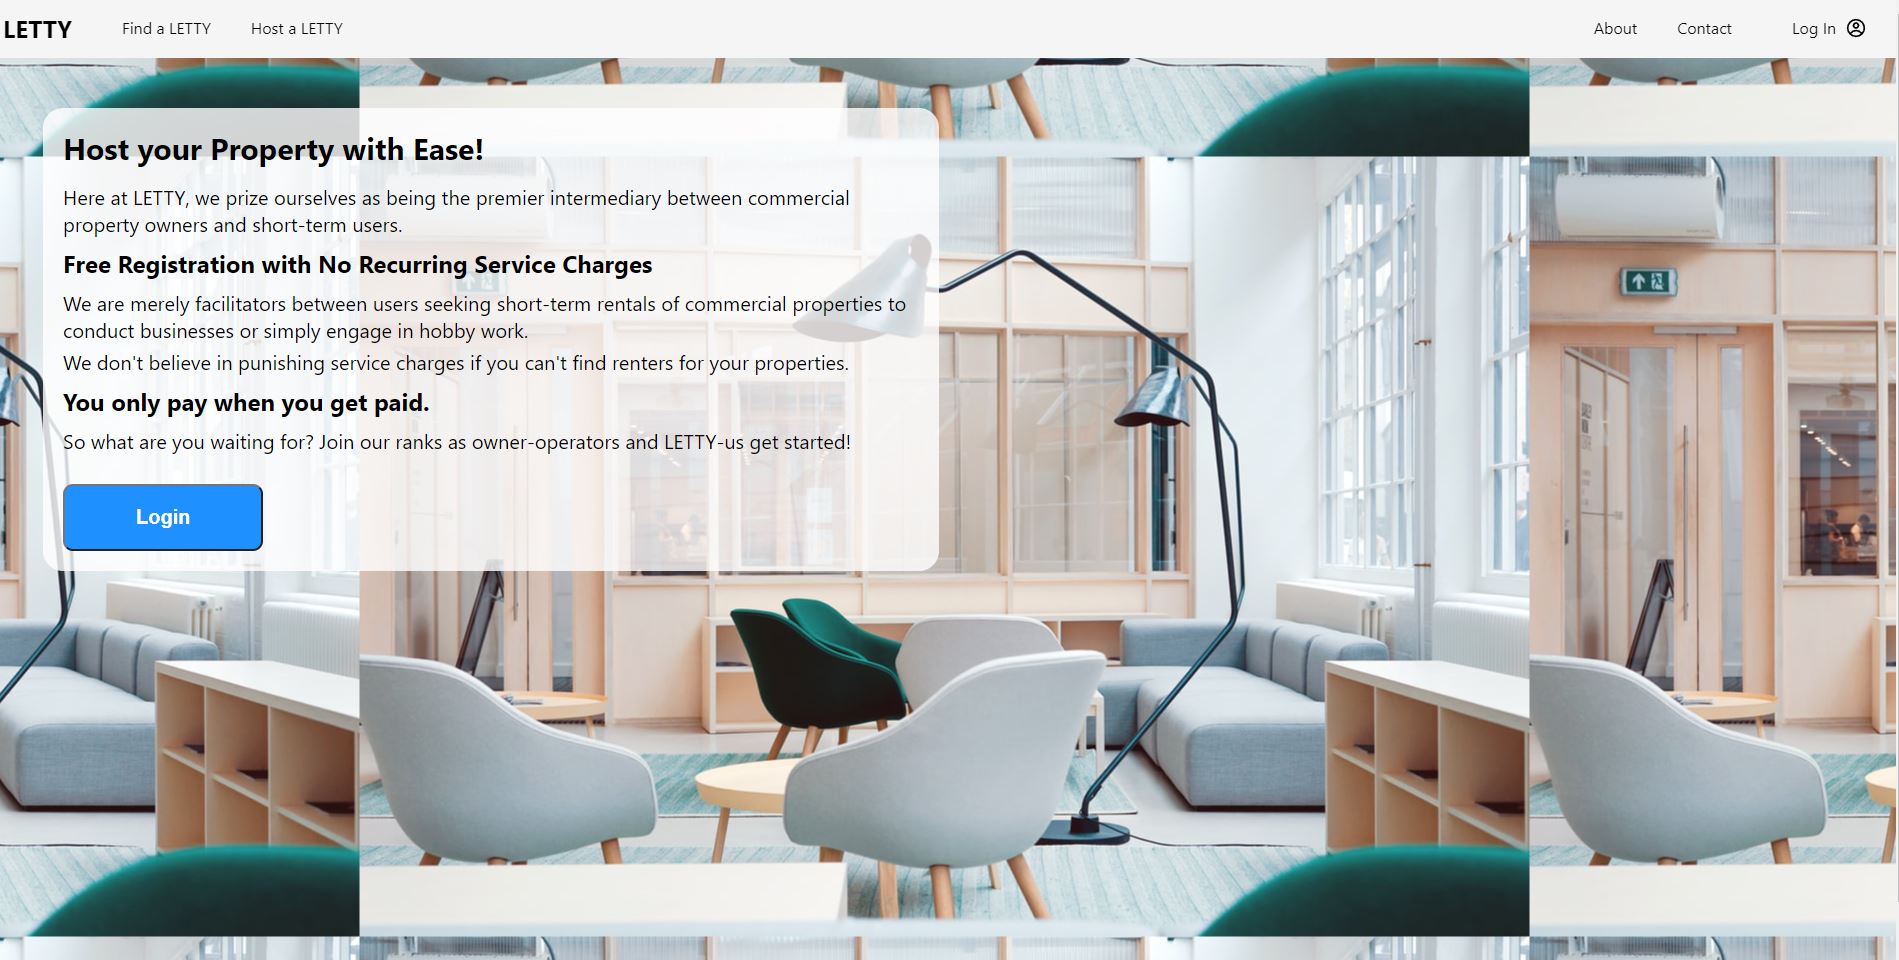 LETTY
Find a LETTY
Host a LETTY
About
Contact
Log In
Host your Property with Ease!
Here at LETTY, we prize ourselves as being the premier intermediary between commercial
property owners and short-term users.
Free Registration with No Recurring Service Charges
We are merely facilitators between users seeking short-term rentals of commercial properties to
conduct businesses or simply engage in hobby work.
We don't believe in punishing service charges if you can't find renters for your properties.
You only pay when you get paid.
So what are you waiting for? Join our ranks as owner-operators and LETTY-us get started!
Login